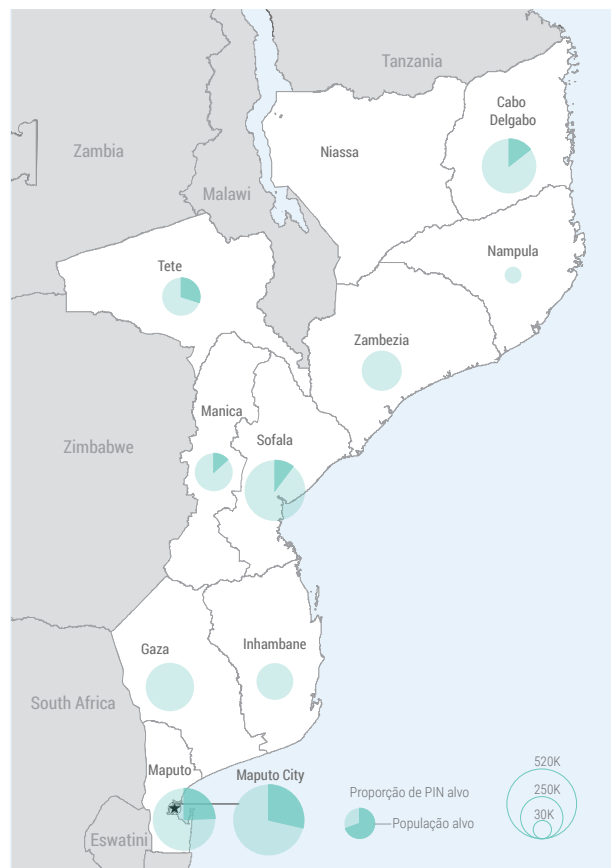 Tanzania
Cabo
Delgabo
Niassa
Zambia
Malawi
Nampula
Tete
Zambezia
Manica
Sofala
Zimbabwe
Gaza
Inhambane
South Africa
Maputo
Maputo City
Eswatini
Proporção de PIN alvo
População alvo
520K
250K
30K